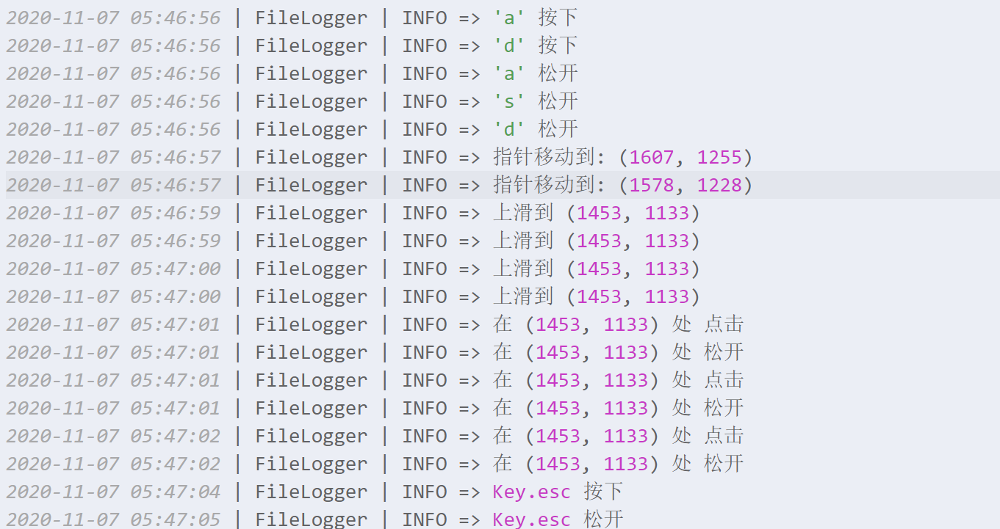 2020-11-07 05:46:56 | FileLogger | INFO => 'a' 按下
2020-11-07 05:46:56 | FileLogger | INFO => 'd' 按下
2020-11-07 05:46:56 | FileLogger | INFO => 'a' 松开
2020-11-07 05:46:56 | FileLogger | INFO => 's' 松开
2020-11-07 05:46:56 | FileLogger | INFO => 'd' 松开
2020-11-07 05:46:57 | FileLogger | INFO => 指针移动到: (1607, 1255)
2020-11-07 05:46:57 | FileLogger | INFO => 指针移动到: (1578, 1228)
2020-11-07 05:46:59 | FileLogger | INFO => 上滑到 (1453, 1133)
2020-11-07 05:46:59 | FileLogger | INFO => 上滑到 (1453, 1133)
2020-11-07 05:47:00 | FileLogger | INFO => 上滑到 (1453, 1133)
2020-11-07 05:47:00 | FileLogger | INFO => 上滑到 (1453, 1133)
2020-11-07 05:47:01 | FileLogger | INFO => 在 (1453, 1133) 处 点击
2020-11-07 05:47:01 | FileLogger | INFO => 在 (1453, 1133) 处 松开
2020-11-07 05:47:01 | FileLogger | INFO => 在 (1453, 1133) 处 点击
2020-11-07 05:47:01 | FileLogger | INFO => 在 (1453, 1133) 处 松开
2020-11-07 05:47:02 | FileLogger | INFO => 在 (1453, 1133) 处 点击
2020-11-07 05:47:02 | FileLogger | INFO => 在 (1453, 1133) 处 松开
2020-11-07 05:47:04 | FileLogger | INFO => Key.esc 按下
2020-11-07 05:47:05 | FileLogger | INFO => Key.esc 松开